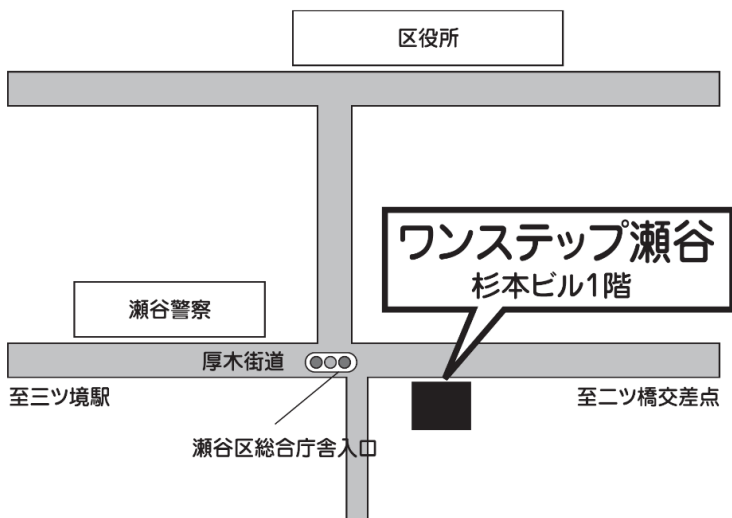 区役所
ワンステップ瀬谷
杉本ビル1階
瀬谷警察
厚木街道
至三ツ境駅
至二ツ橋交差点
瀬谷区総合庁舎入口